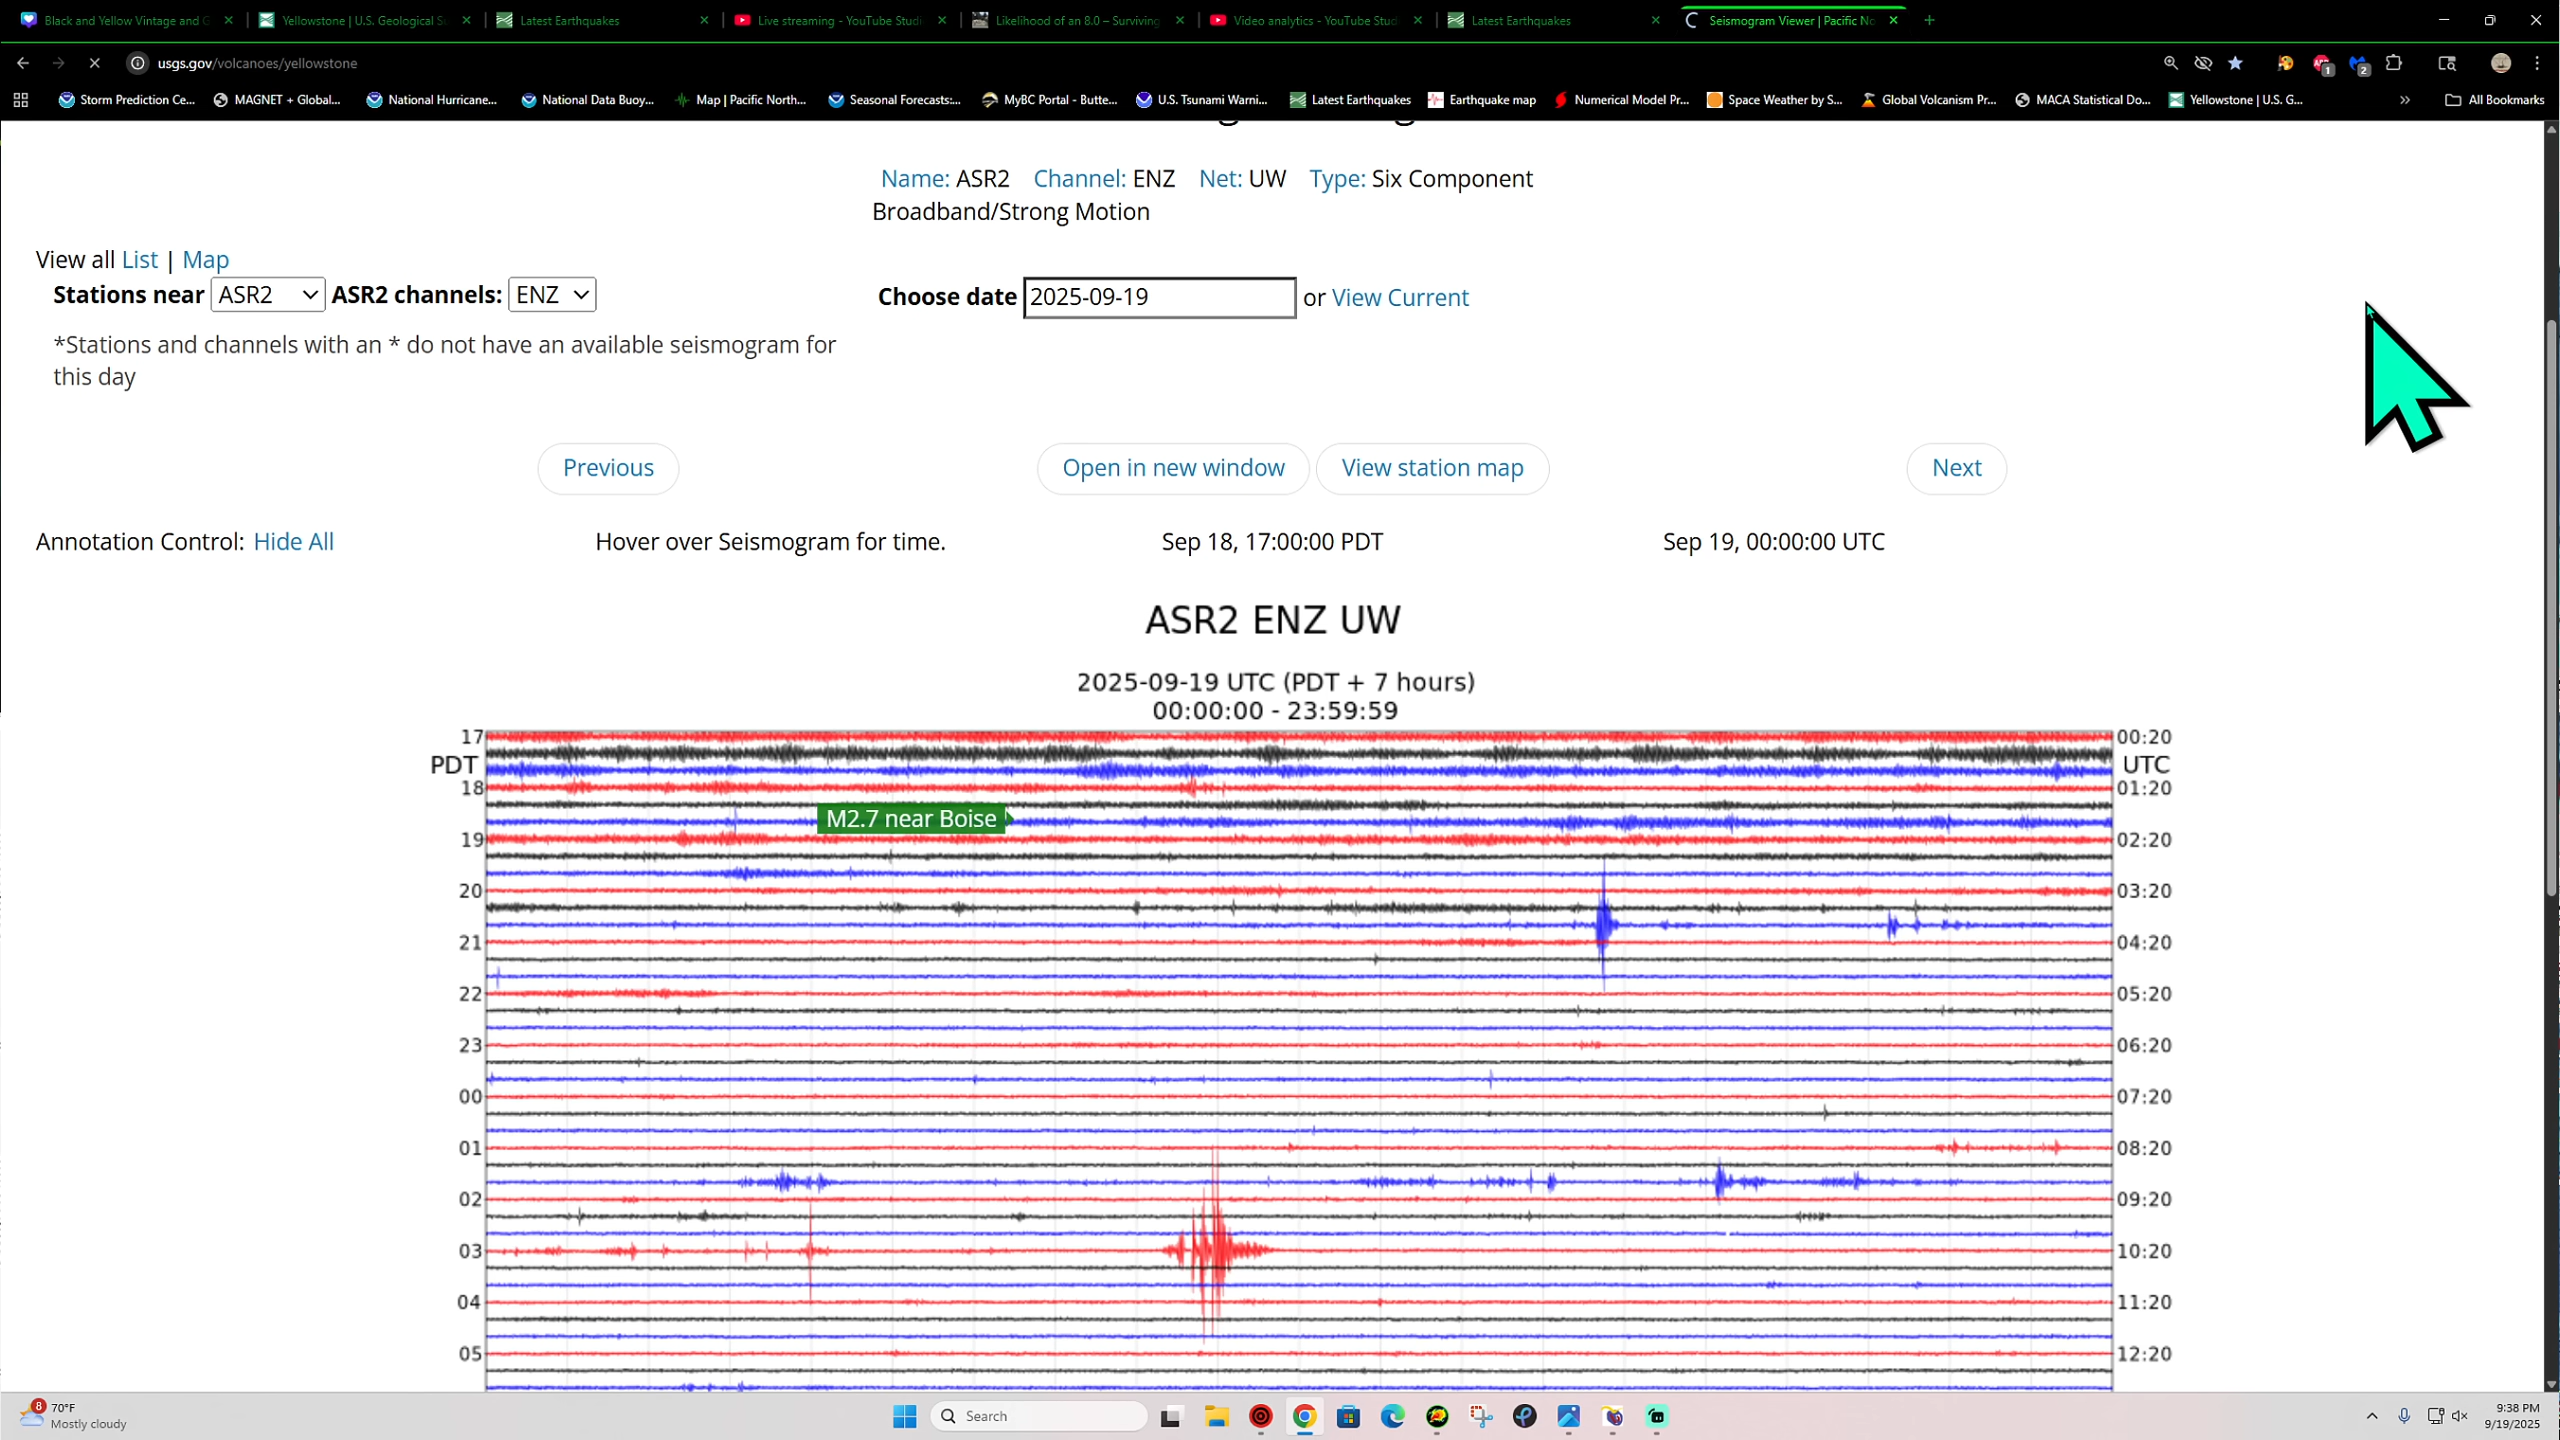 Black and Yellow Vintage and G
Yellowstone | U.S. Geological Su
Latest Earthquakes
Live streaming - YouTube Studi
Likelihood of an 8.0 – Surviving
Video analytics - YouTube Stud
Latest Earthquakes
Seismogram Viewer | Pacific No
usgs.gov/volcanoes/yellowstone
1
2
Storm Prediction Ce...
MAGNET + Global...
National Hurricane...
National Data Buoy...
Map | Pacific North...
Seasonal Forecasts:...
MyBC Portal - Butte...
U.S. Tsunami Warni...
Latest Earthquakes
Earthquake map
Numerical Model Pr...
Space Weather by S...
Global Volcanism Pr...
MACA Statistical Do...
Yellowstone | U.S. G...
All Bookmarks
Name: ASR2 Channel: ENZ Net: UW Type: Six Component
Broadband/Strong Motion
View all List | Map
Stations near ASR2 ASR2 channels: ENZ
Choose date 2025-09-19 or View Current
*Stations and channels with an * do not have an available seismogram for
this day
Previous
Open in new window
View station map
Next
Annotation Control: Hide All
Hover over Seismogram for time.
Sep 18, 17:00:00 PDT
Sep 19, 00:00:00 UTC
ASR2 ENZ UW
2025-09-19 UTC (PDT + 7 hours)
00:00:00 - 23:59:59
17 00:20
PDT UTC
18 01:20
M2.7 near Boise
19 02:20
20 03:20
21 04:20
22 05:20
23 06:20
00 07:20
01 08:20
02 09:20
03 10:20
04 11:20
05 12:20
8
70°F
Mostly cloudy
Search
9:38 PM
9/19/2025